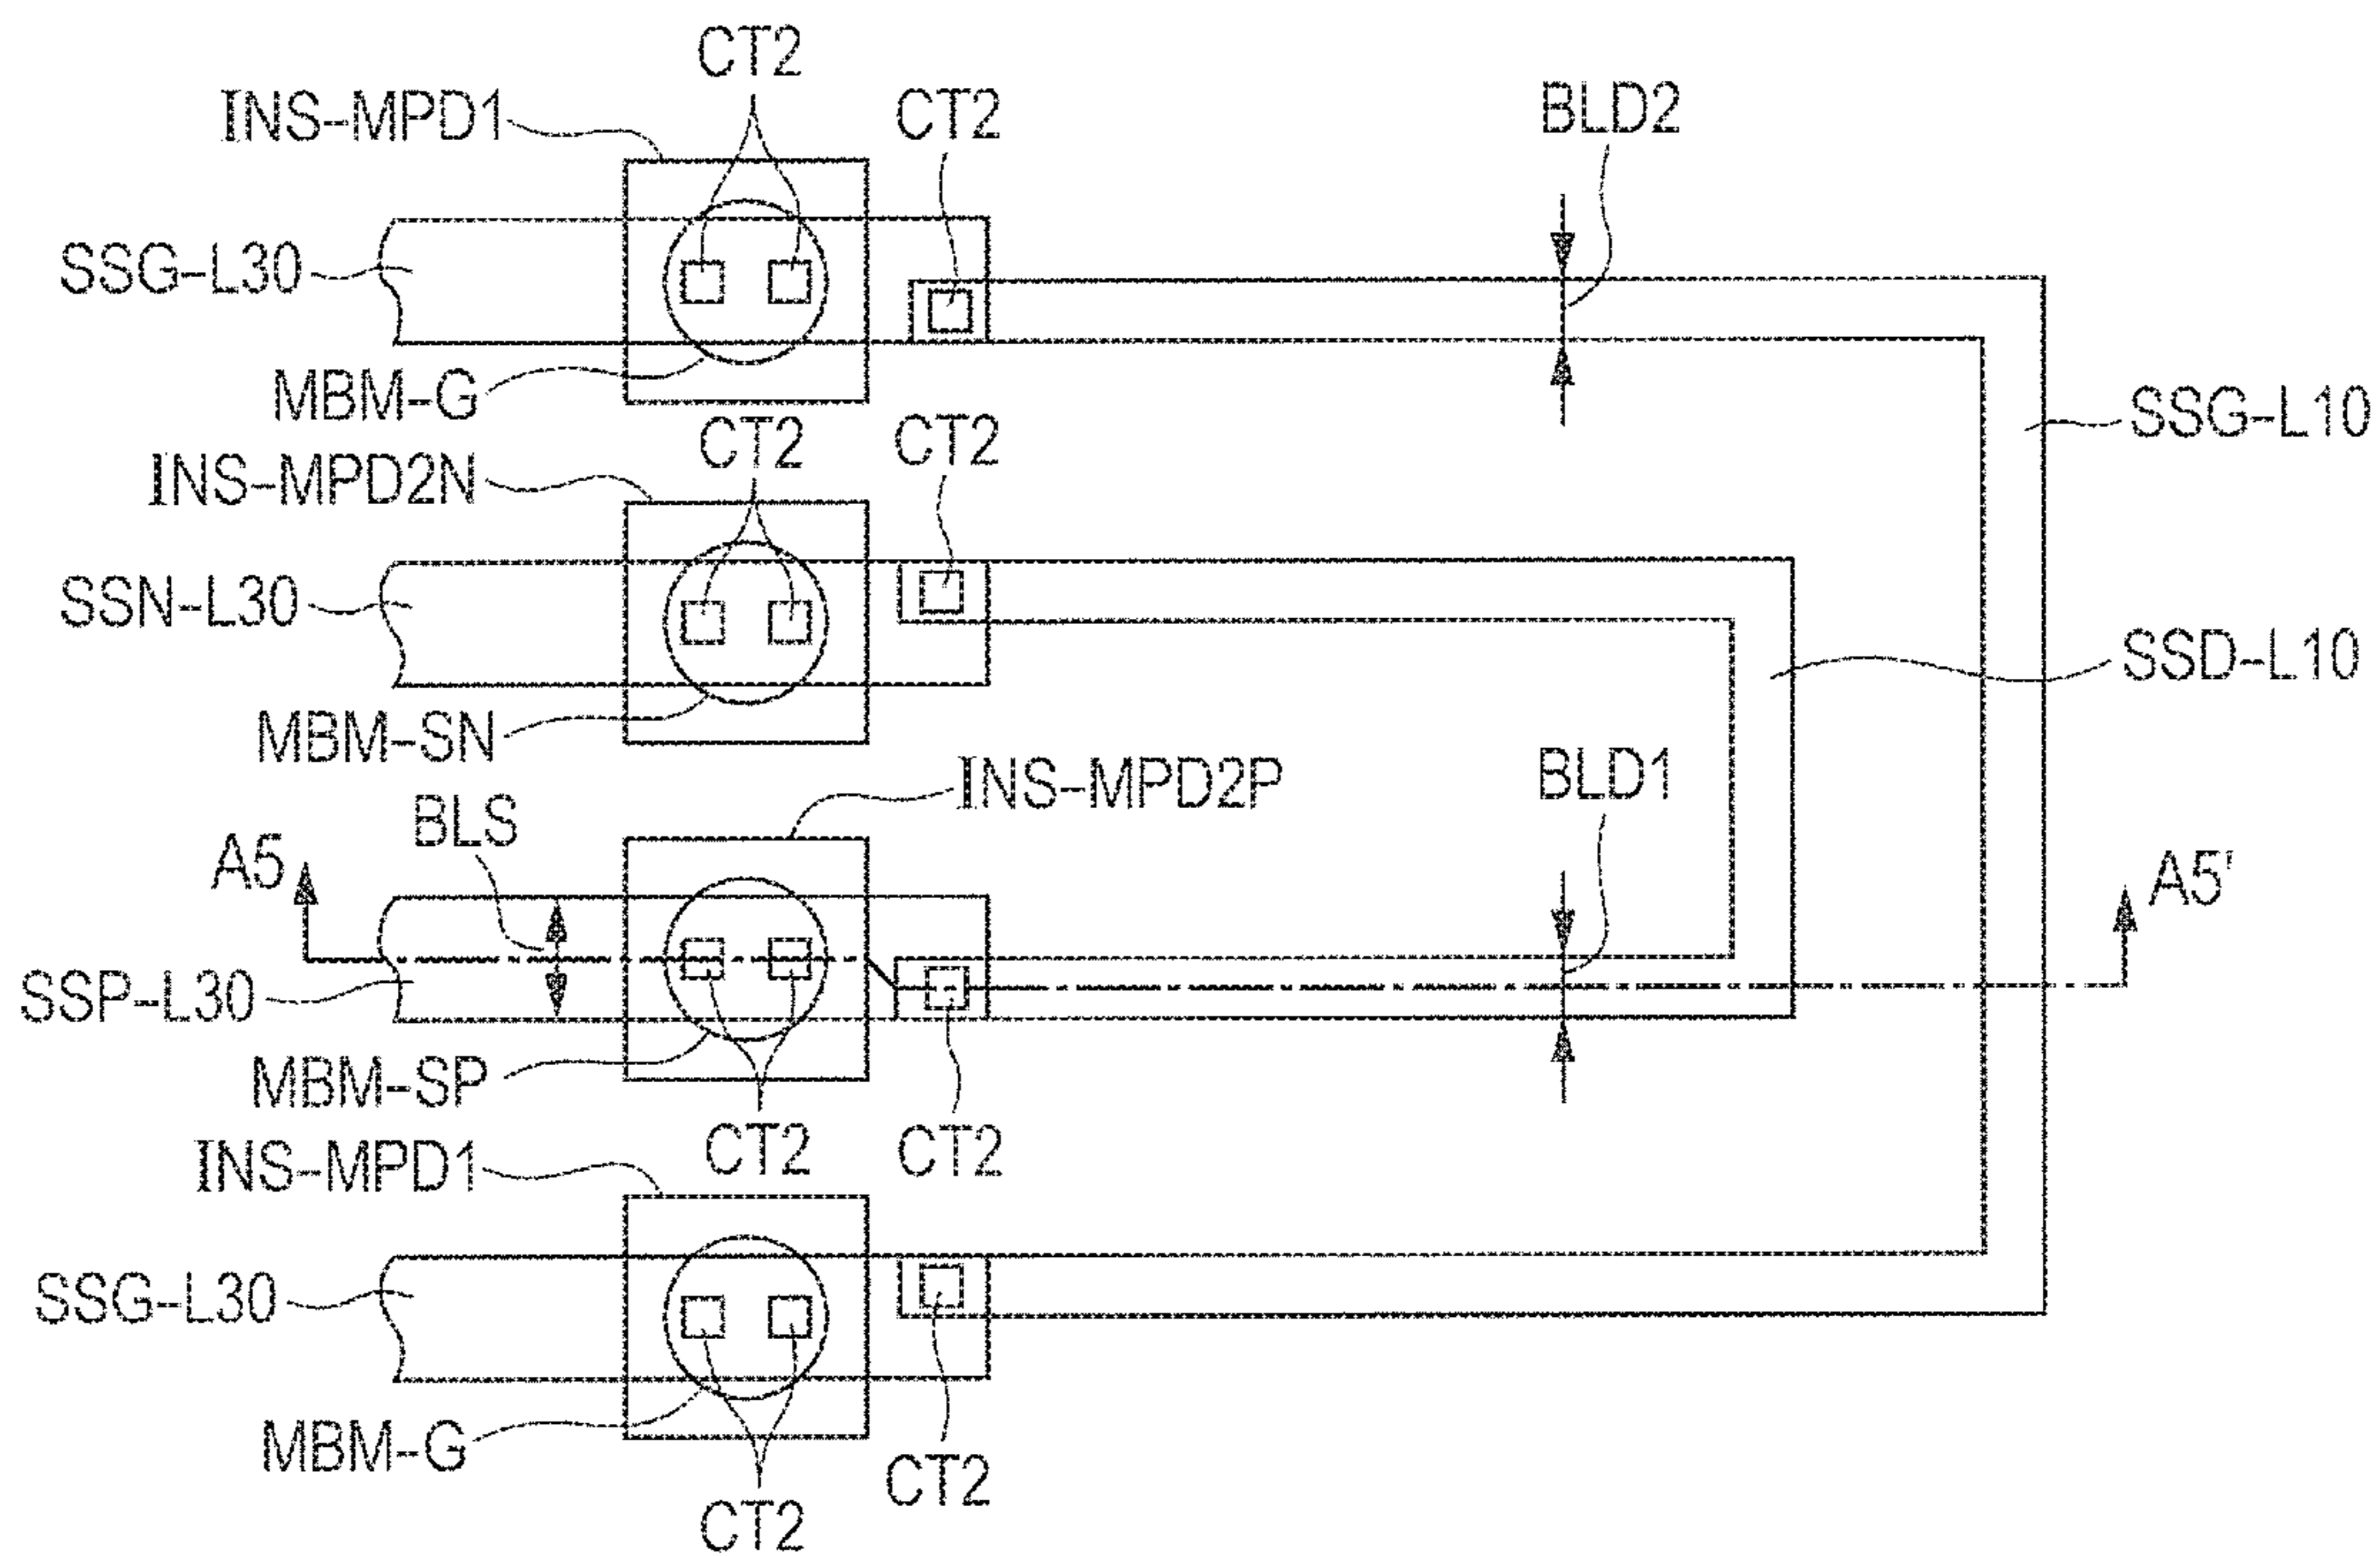 CT2
INS-MPD1
CT2
BLD2
SSG-L30
MBM-G
SSG-L10
CT2
CT2
INS-MPD2N
SSN-L30
SSD-L10
MBM-SN
INS-MPD2P
BLD1
BLS
A5
A5'
SSP-L30
MBM-SP
CT2
CT2
INS-MPD1
SSG-L30
MBM-G
CT2
CT2